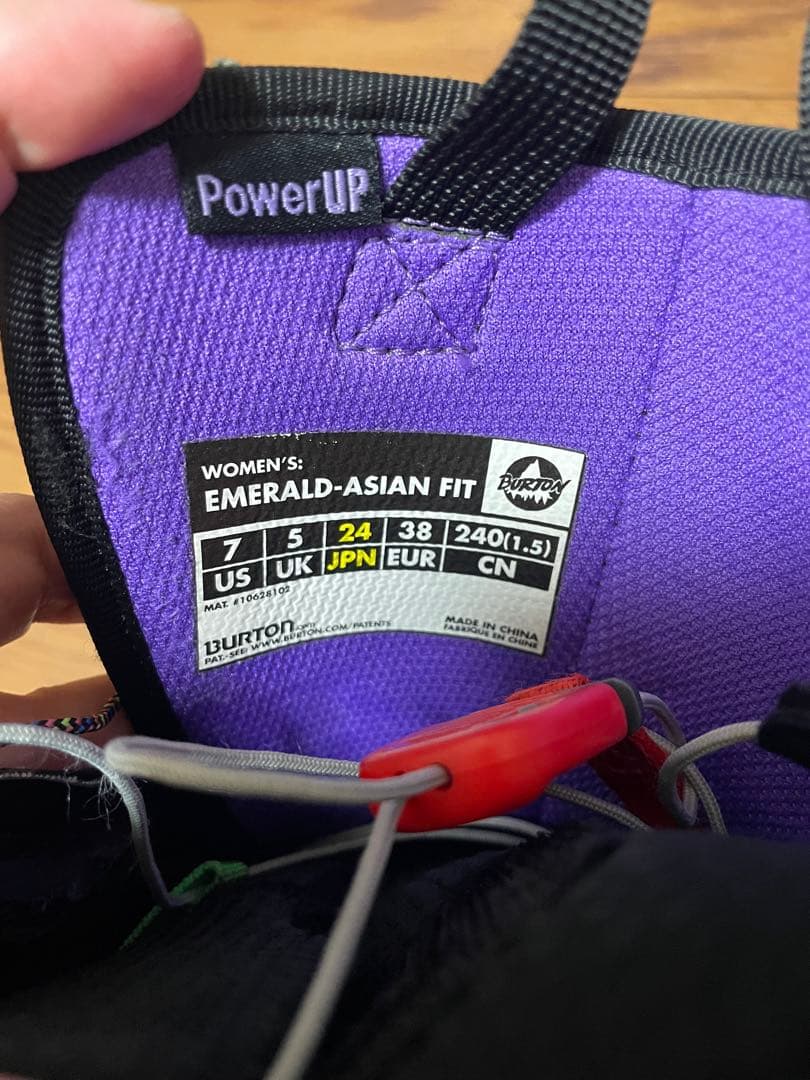 PowerUP
WOMEN'S:
EMERALD-ASIAN FIT
BURTON
7 5 24 38 240(1.5)
US UK JPN EUR CN
MAT. #10628102
BURTON.COM
PAT.-SEE: WWW.BURTON.COM/PATENTS
MADE IN CHINA
FABRIQUÉ EN CHINE